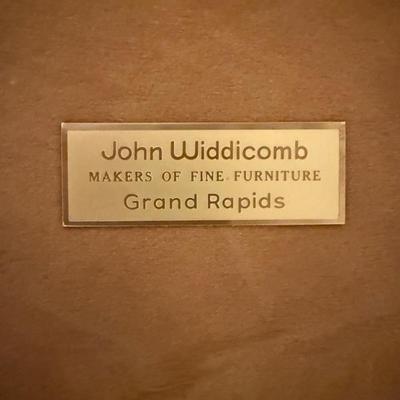 John Widdicomb
MAKERS OF FINE FURNITURE
Grand Rapids